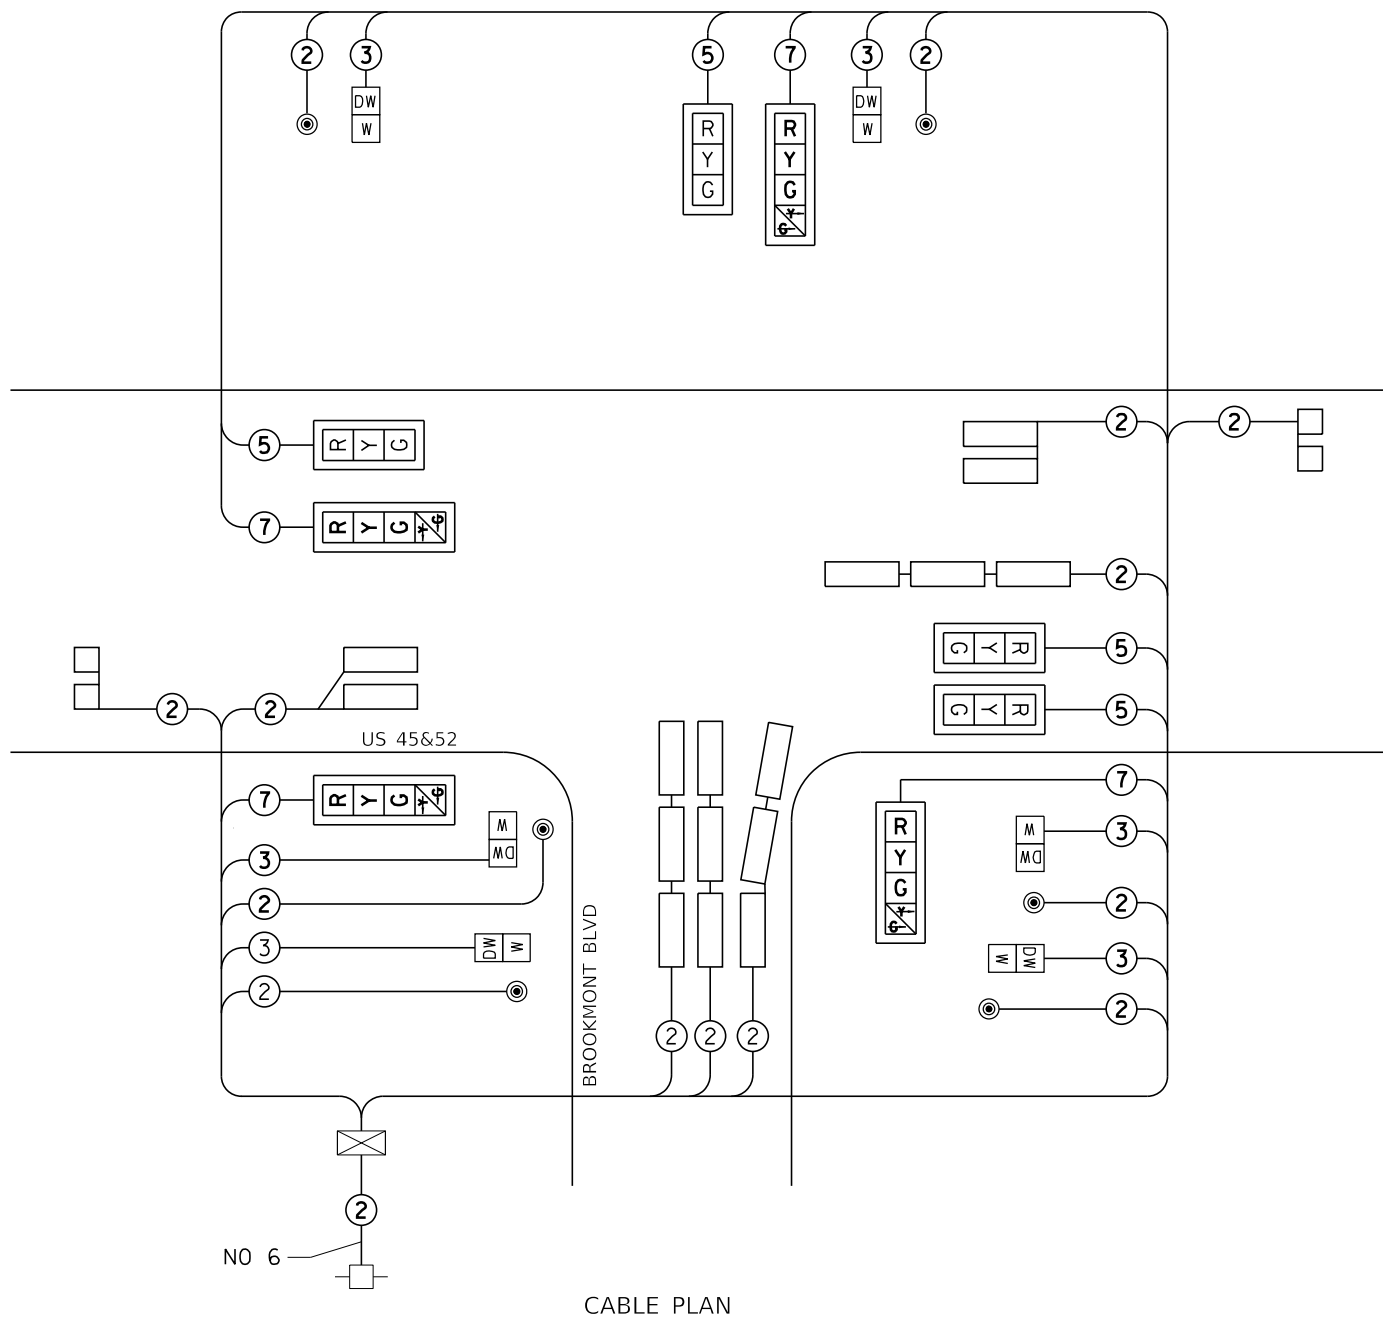 2 3 5 7 3 2
DW DW
W W
R R
Y Y
G G
Y
G
2 2
5 R Y G
7 R Y G Y G
2
G Y R 5
2 2
G Y R 5
US 45&52
7 R Y G Y G
7
W
DW
3
R
Y
G
Y
G
W
DW
3
2
2
3 DW W
W DW 3
2
2
BROOKMONT BLVD
2 2 2
2
NO 6
CABLE PLAN